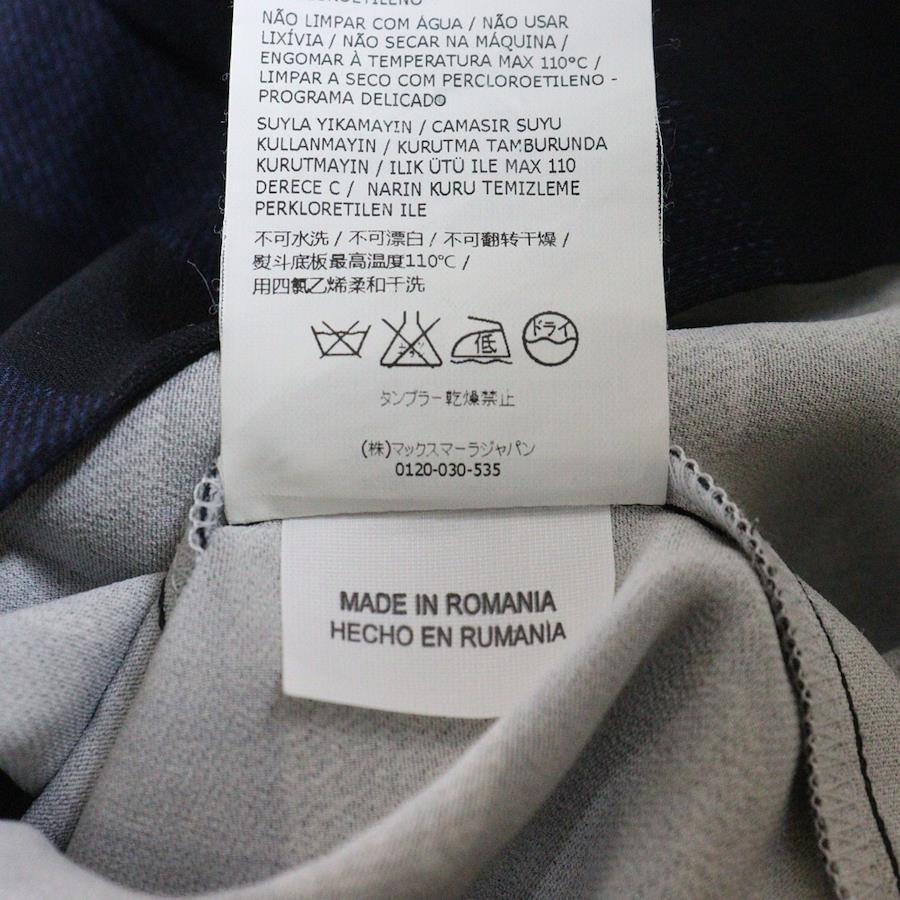 NÃO LIMPAR COM ÁGUA / NÃO USAR
LIXÍVIA / NÃO SECAR NA MÁQUINA /
ENGOMAR À TEMPERATURA MAX 110°C /
LIMPAR A SECO COM PERCLOROETILENO -
PROGRAMA DELICADO
SUYLA YIKAMAYIN / CAMASIR SUYU
KULLANMAYIN / KURUTMA TAMBURUNDA
KURUTMAYIN / ILIK ÜTÜ ILE MAX 110
DERECE C / NARIN KURU TEMIZLEME
PERKLORETILEN ILE
不可水洗 / 不可漂白 / 不可翻转干燥 /
熨斗底板最高温度110℃ /
用四氯乙烯柔和干洗
低 ドライ
タンブラー乾燥禁止
(株)マックスマーラジャパン
0120-030-535
MADE IN ROMANIA
HECHO EN RUMANIA